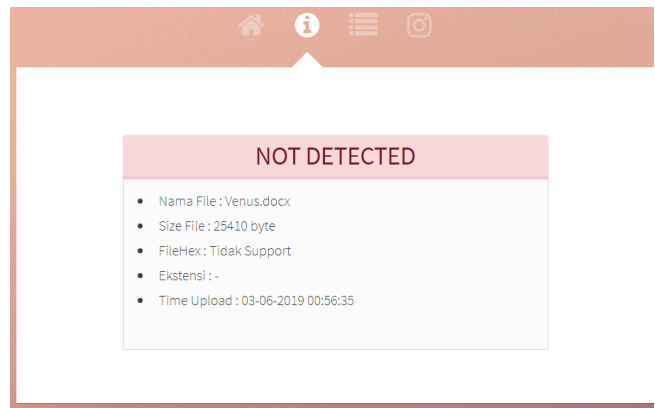 NOT DETECTED
Nama File : Venus.docx
Size File : 25410 byte
FileHex : Tidak Support
Ekstensi : -
Time Upload : 03-06-2019 00:56:35